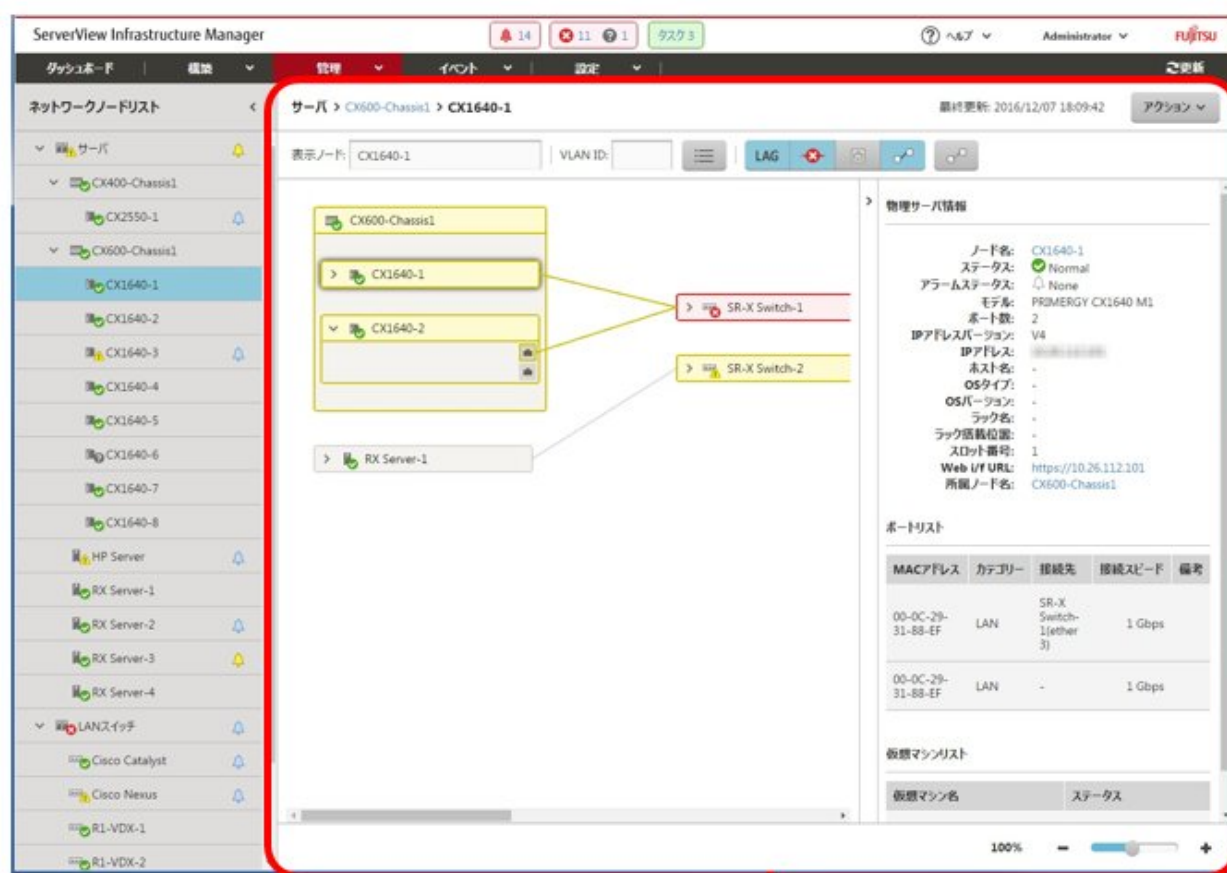 ServerView Infrastructure Manager
14
11
1
タスク 3
ヘルプ
Administrator
FUJITSU
ダッシュボード
構築
管理
イベント
設定
更新
ネットワークノードリスト
サーバ
CX400-Chassis1
CX2550-1
CX600-Chassis1
CX1640-1
CX1640-2
CX1640-3
CX1640-4
CX1640-5
CX1640-6
CX1640-7
CX1640-8
HP Server
RX Server-1
RX Server-2
RX Server-3
RX Server-4
LANスイッチ
Cisco Catalyst
Cisco Nexus
R1-VDX-1
R1-VDX-2
サーバ > CX600-Chassis1 > CX1640-1
最終更新: 2016/12/07 18:09:42
アクション
表示ノード: CX1640-1
VLAN ID:
LAG
CX600-Chassis1
CX1640-1
CX1640-2
SR-X Switch-1
SR-X Switch-2
RX Server-1
物理サーバ情報
ノード名: CX1640-1
ステータス: Normal
アラームステータス: None
モデル: PRIMERGY CX1640 M1
ポート数: 2
IPアドレスバージョン: V4
IPアドレス:
ホスト名: -
OSタイプ: -
OSバージョン: -
ラック名: -
ラック搭載位置: -
スロット番号: 1
Web i/f URL: https://10.26.112.101
所属ノード名: CX600-Chassis1
ポートリスト
MACアドレス カテゴリー 接続先 接続スピード 備考
00-0C-29-31-88-EF LAN SR-X Switch-1(ether 3) 1 Gbps
00-0C-29-31-88-EF LAN - 1 Gbps
仮想マシンリスト
仮想マシン名 ステータス
100%